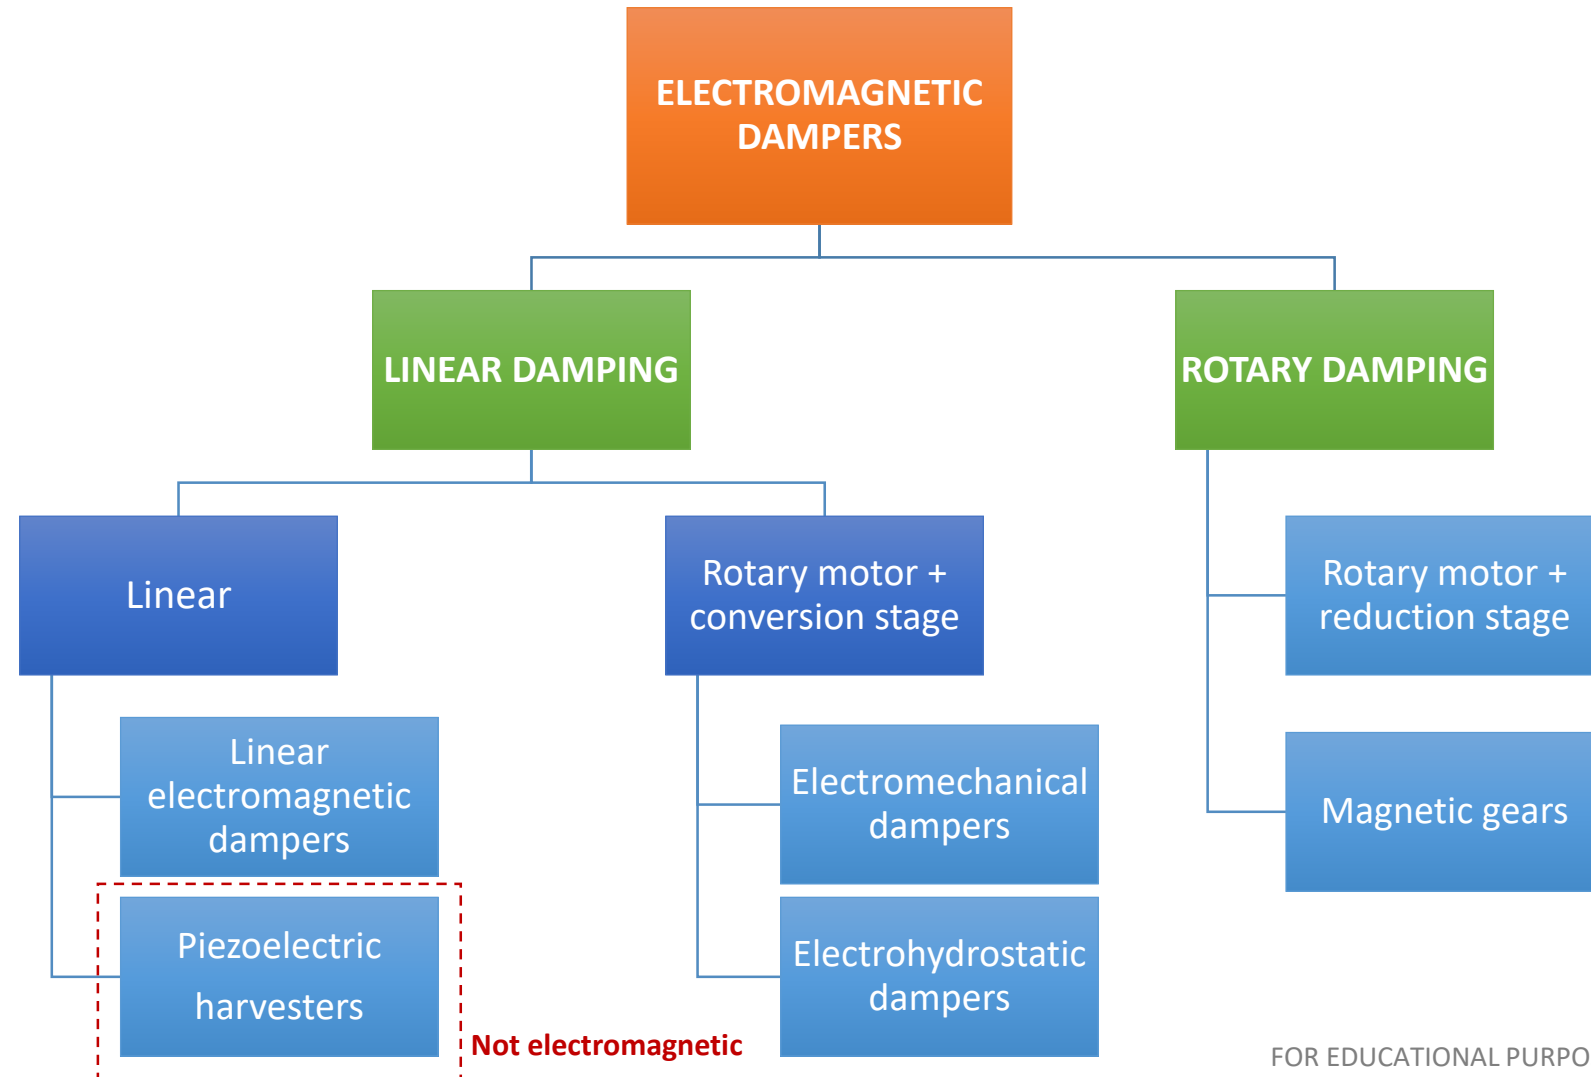 ELECTROMAGNETIC
DAMPERS
LINEAR DAMPING
ROTARY DAMPING
Linear
Rotary motor +
conversion stage
Rotary motor +
reduction stage
Linear
electromagnetic
dampers
Electromechanical
dampers
Magnetic gears
Piezoelectric
harvesters
Electrohydrostatic
dampers
Not electromagnetic
FOR EDUCATIONAL PURPO